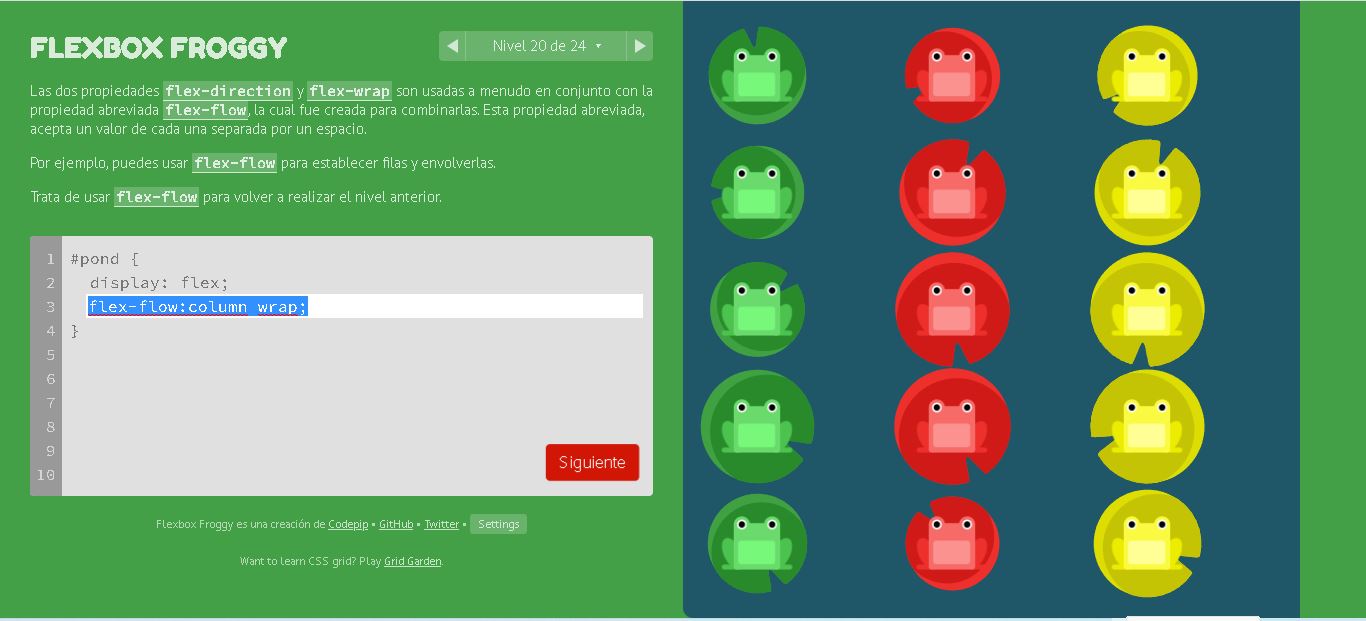 FLEXBOX FROGGY
Nivel 20 de 24
Las dos propiedades flex-direction y flex-wrap son usadas a menudo en conjunto con la
propiedad abreviada flex-flow, la cual fue creada para combinarlas. Esta propiedad abreviada,
acepta un valor de cada una separada por un espacio.
Por ejemplo, puedes usar flex-flow para establecer filas y envolverlas.
Trata de usar flex-flow para volver a realizar el nivel anterior.
1 #pond {
2 display: flex;
3 flex-flow:column wrap;
4 }
5
6
7
8
9
10
Siguiente
Flexbox Froggy es una creación de Codepip • GitHub • Twitter • Settings
Want to learn CSS grid? Play Grid Garden.